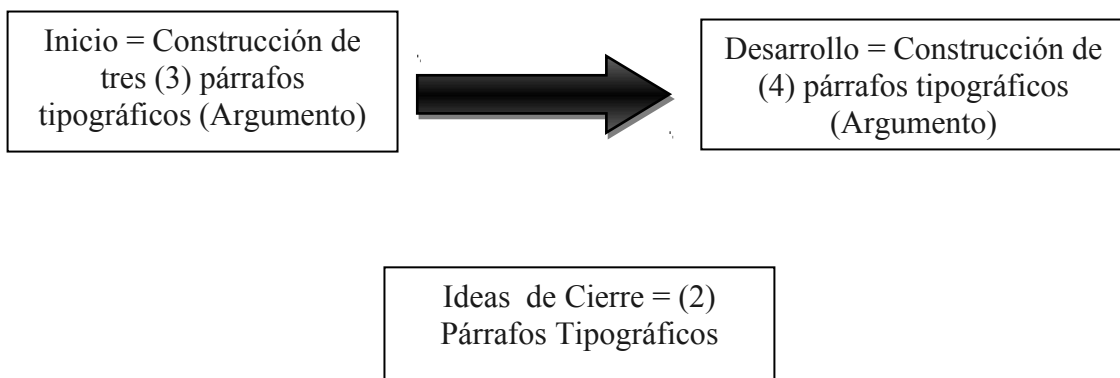 Inicio = Construcción de
tres (3) párrafos
tipográficos (Argumento)
Desarrollo = Construcción de
(4) párrafos tipográficos
(Argumento)
Ideas de Cierre = (2)
Párrafos Tipográficos